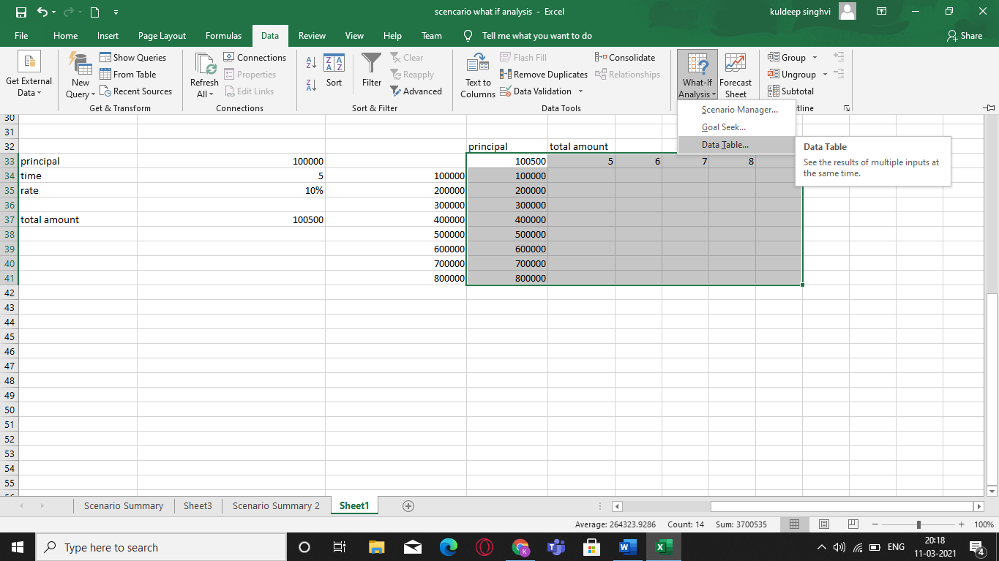 scencario what if analysis - Excel
kuldeep singhvi
File Home Insert Page Layout Formulas Data Review View Help Team Tell me what you want to do Share
Get External Data
New Query
Show Queries
From Table
Recent Sources
Get & Transform
Refresh All
Connections
Properties
Edit Links
Connections
Sort
Filter
Clear
Reapply
Advanced
Sort & Filter
Text to Columns
Flash Fill
Remove Duplicates
Data Validation
Consolidate
Relationships
Data Tools
What-If Analysis
Forecast Sheet
Group
Ungroup
Subtotal
tline
Scenario Manager...
Goal Seek...
Data Table...
Data Table
See the results of multiple inputs at
the same time.
30
31
32 principal total amount
33 principal 100000 100500 5 6 7 8
34 time 5 100000 100000
35 rate 10% 200000 200000
36 300000 300000
37 total amount 100500 400000 400000
38 500000 500000
39 600000 600000
40 700000 700000
41 800000 800000
42
43
44
45
46
47
48
49
50
51
52
53
54
55
Scenario Summary Sheet3 Scenario Summary 2 Sheet1
Average: 264323.9286 Count: 14 Sum: 3700535 100%
Type here to search
ENG
20:18
11-03-2021
4